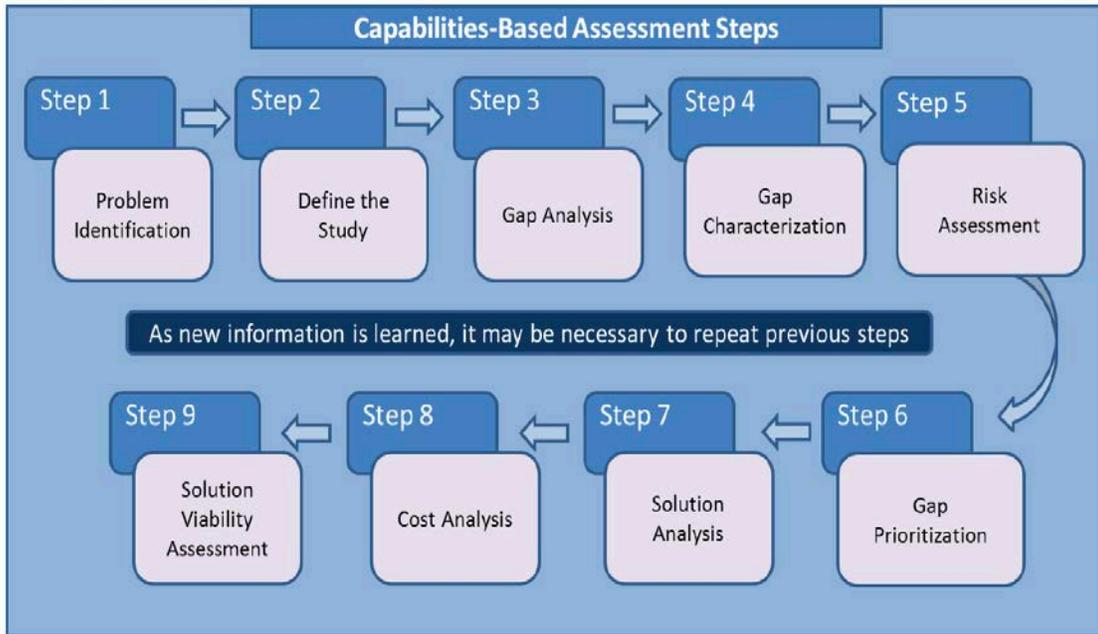 Capabilities-Based Assessment Steps
Step 1
Problem
Identification
Step 2
Define the
Study
Step 3
Gap Analysis
Step 4
Gap
Characterization
Step 5
Risk
Assessment
As new information is learned, it may be necessary to repeat previous steps
Step 6
Gap
Prioritization
Step 7
Solution
Analysis
Step 8
Cost Analysis
Step 9
Solution
Viability
Assessment